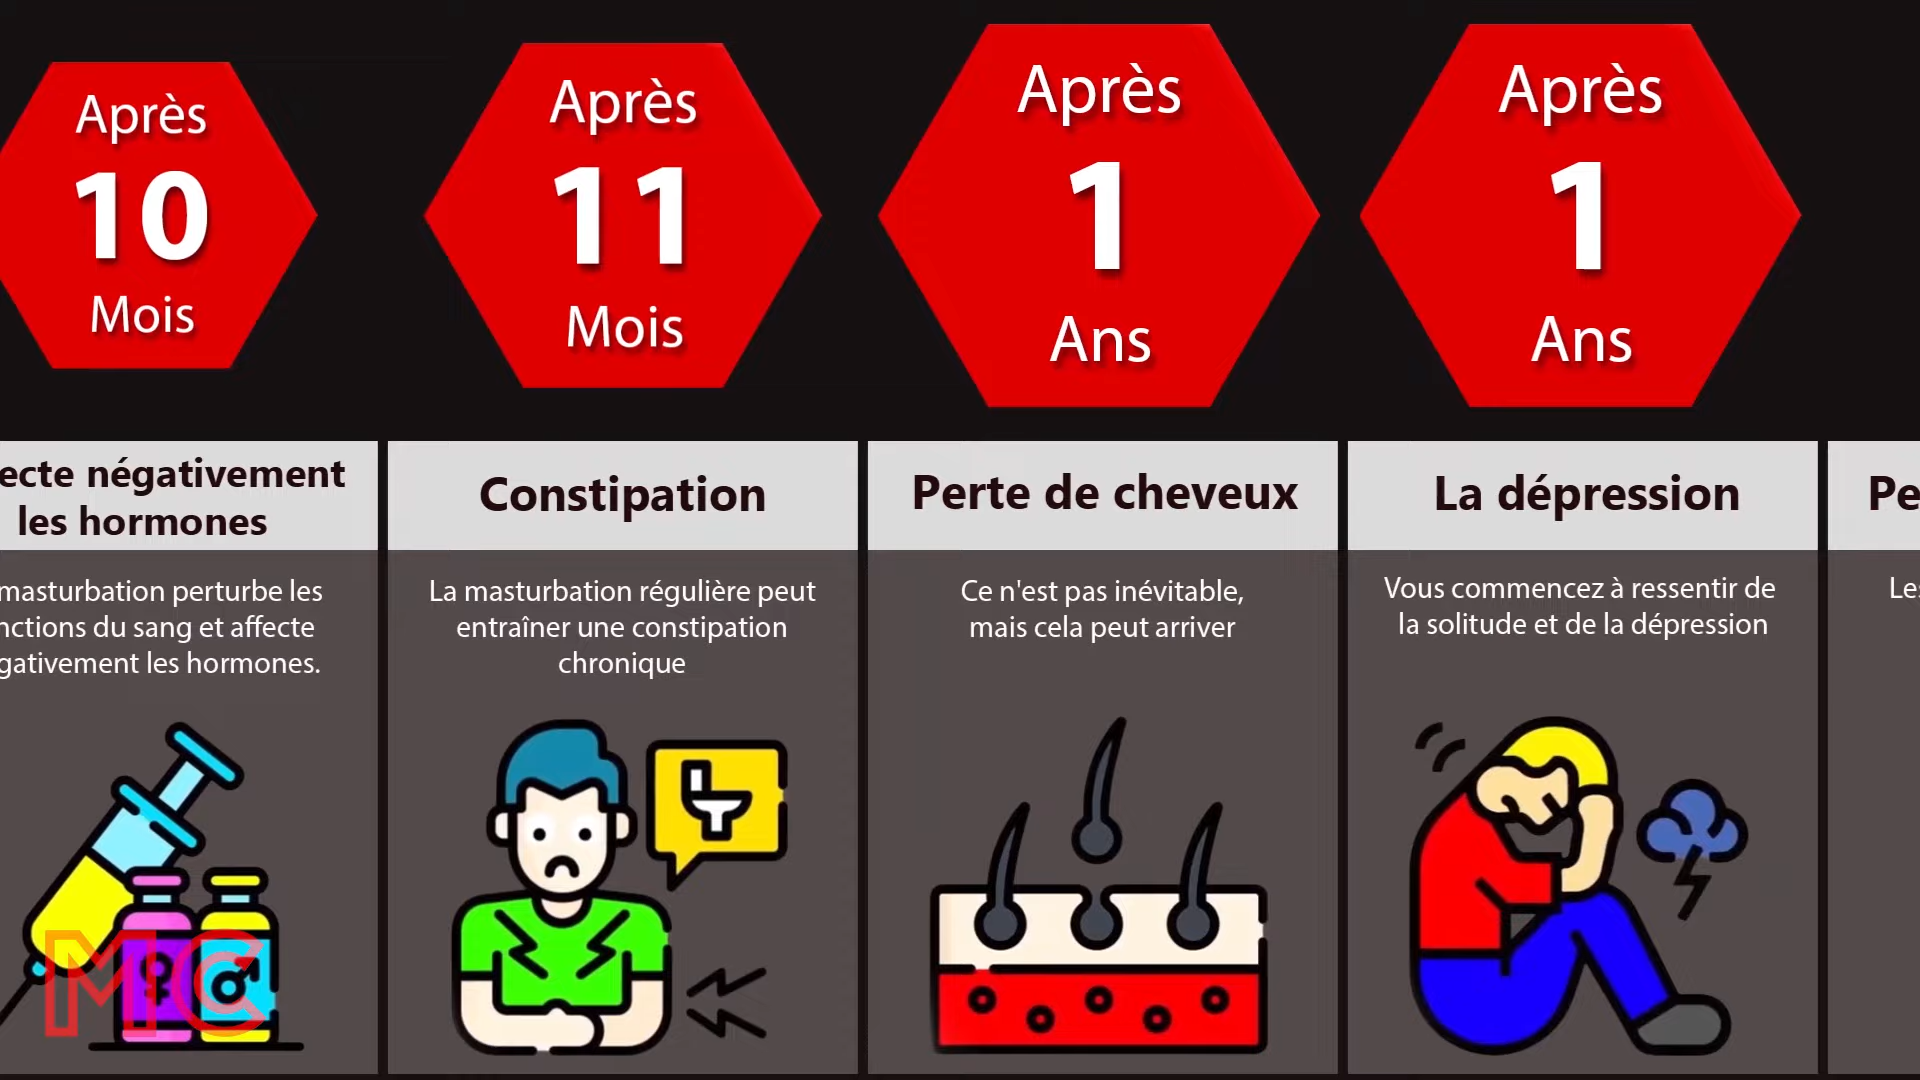 Après
10
Mois
Après
11
Mois
Après
1
Ans
Après
1
Ans
ecte négativement
les hormones
masturbation perturbe les
nctions du sang et affecte
gativement les hormones.
Constipation
La masturbation régulière peut
entraîner une constipation
chronique
Perte de cheveux
Ce n'est pas inévitable,
mais cela peut arriver
La dépression
Vous commencez à ressentir de
la solitude et de la dépression
Pe
Les
MC